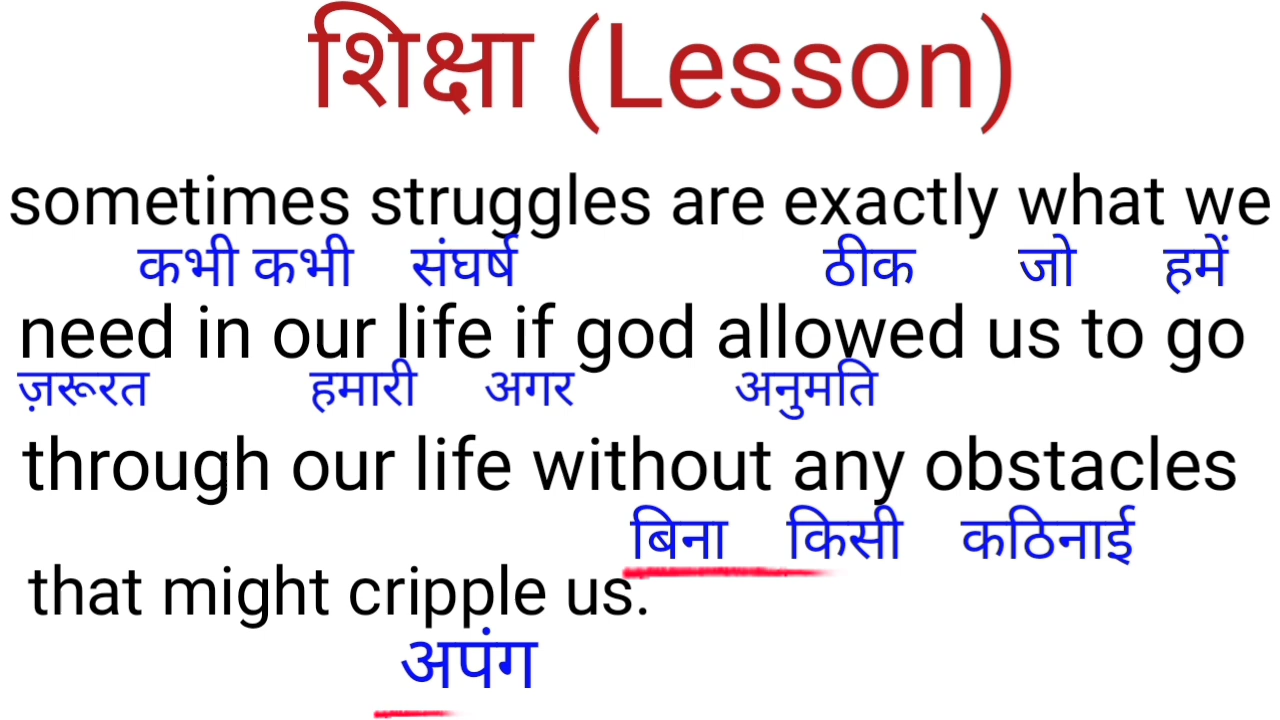 शिक्षा (Lesson)
sometimes struggles are exactly what we
कभी कभी संघर्ष ठीक जो हमें
need in our life if god allowed us to go
ज़रूरत हमारी अगर अनुमति
through our life without any obstacles
बिना किसी कठिनाई
that might cripple us.
अपंग